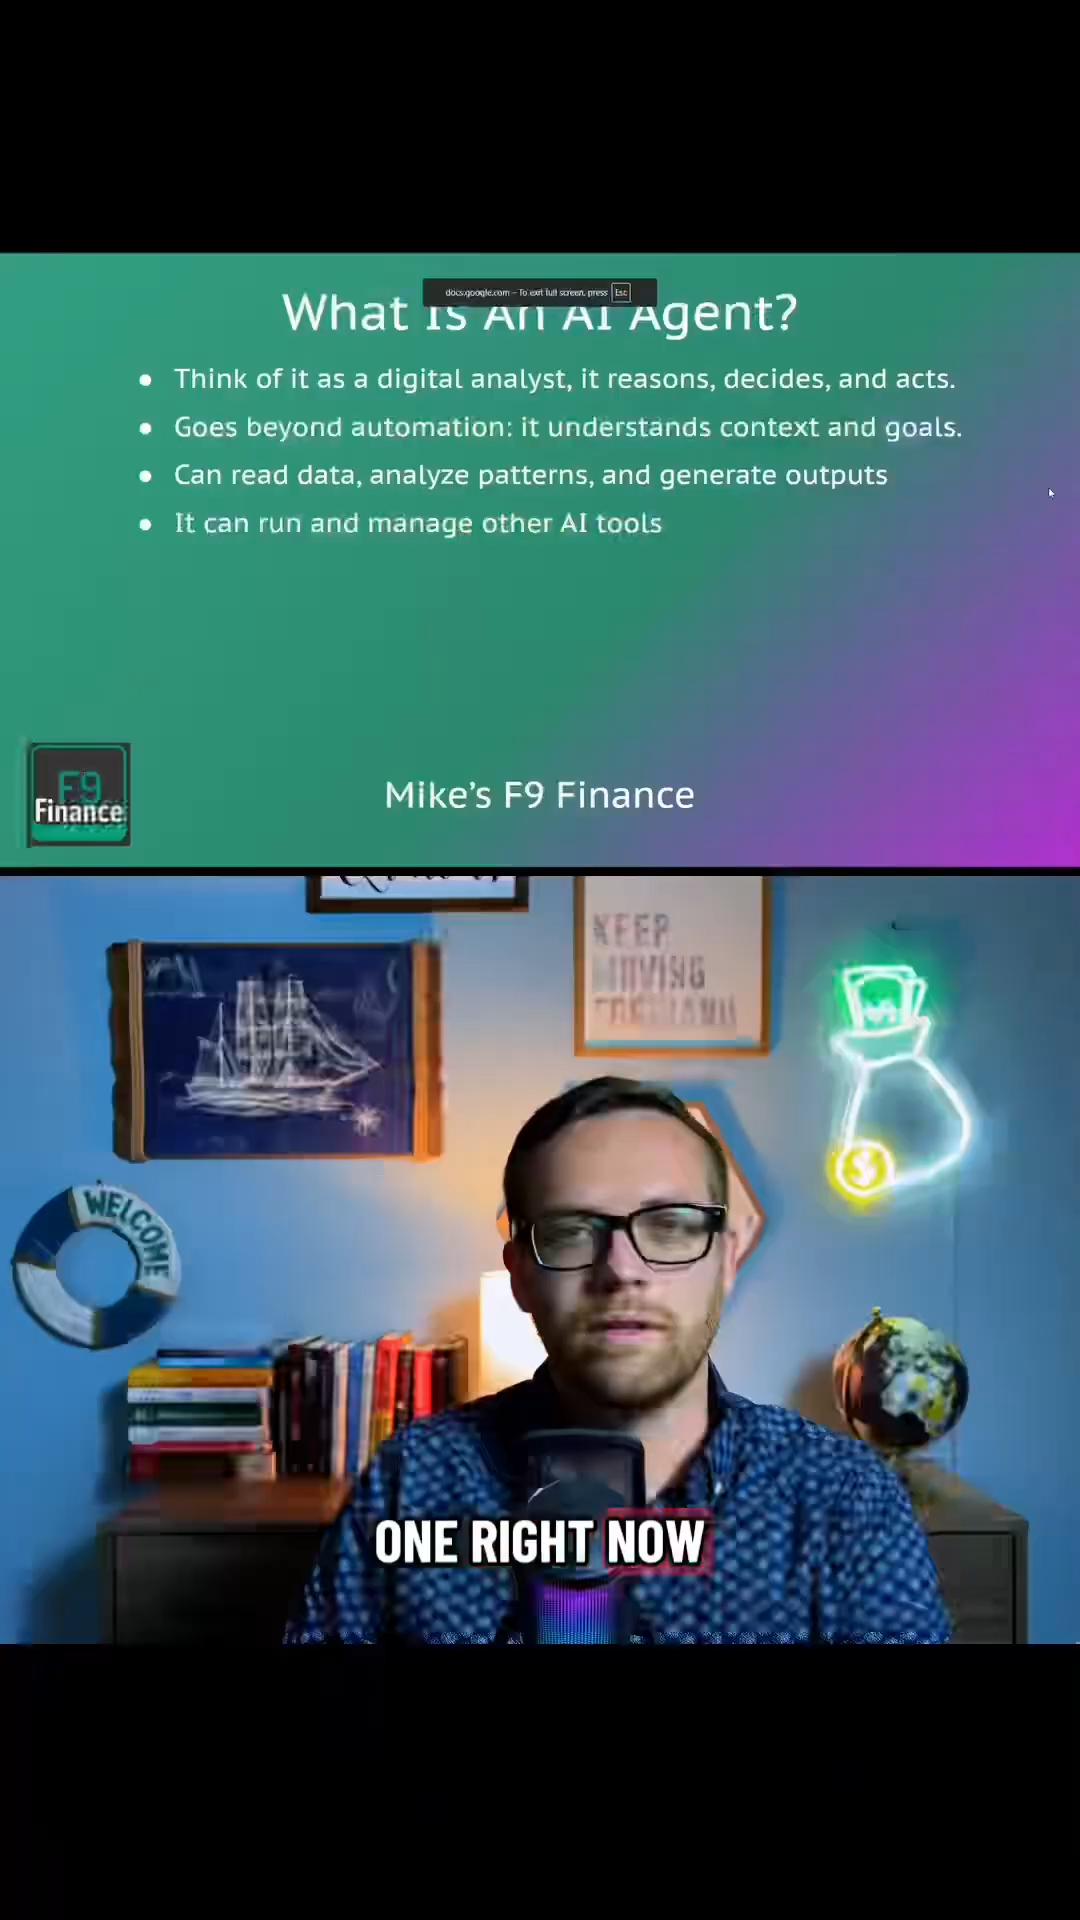 docs.google.com – To exit full screen, press Esc
What Is An AI Agent?
● Think of it as a digital analyst, it reasons, decides, and acts.
● Goes beyond automation: it understands context and goals.
● Can read data, analyze patterns, and generate outputs
● It can run and manage other AI tools
F9
Finance
Mike's F9 Finance
KEEP
MOVING
FORWARD
WELCOME
$
ONE RIGHT NOW